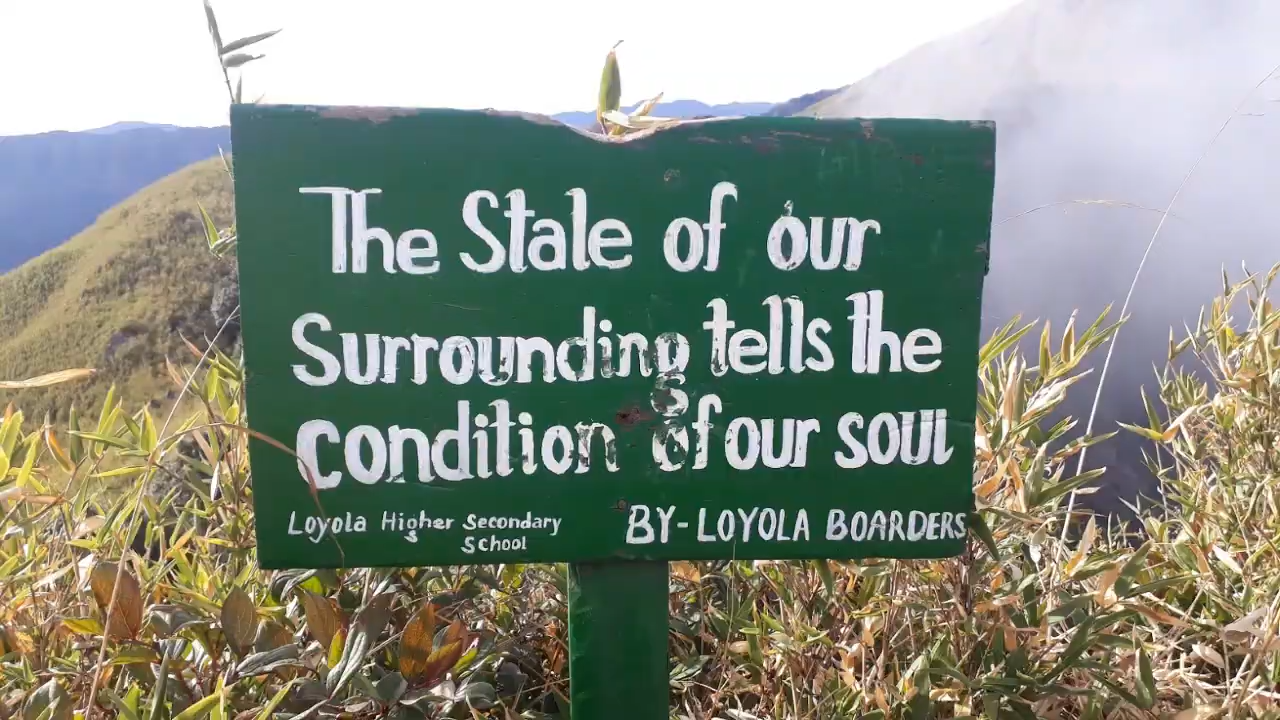 The Stale of our
Surrounding tells the
condition of our soul
Loyola Higher Secondary
School
BY-LOYOLA BOARDERS